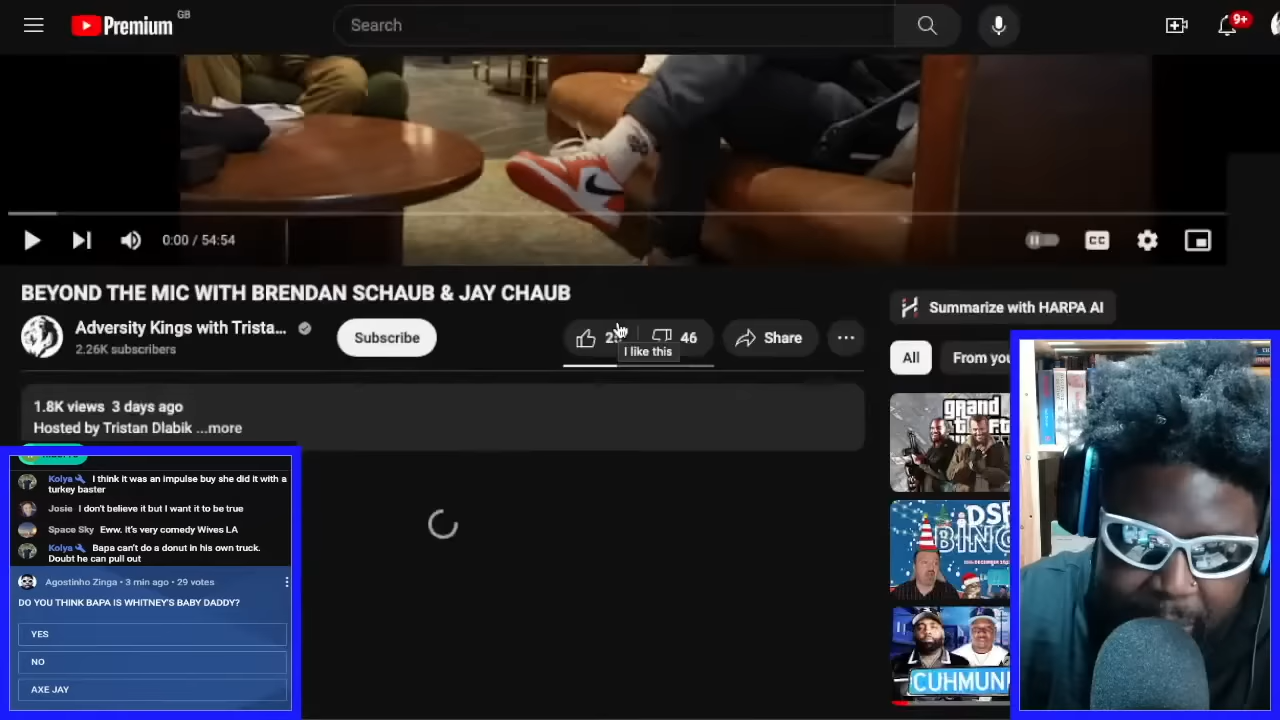 Premium GB
Search
9+
0:00 / 54:54
CC
BEYOND THE MIC WITH BRENDAN SCHAUB & JAY CHAUB
Adversity Kings with Trista...
2.26K subscribers
Subscribe
46
Share
I like this
Summarize with HARPA AI
All
From you
1.8K views 3 days ago
Hosted by Tristan Dlabik ...more
grand
DSP
BINGO
CUHMUNI
Kolya I think it was an impulse buy she did it with a
turkey baster
Josie I don't believe it but I want it to be true
Space Sky Eww. It's very comedy Wives LA
Kolya Bapa can't do a donut in his own truck.
Doubt he can pull out
Agostinho Zinga • 3 min ago • 29 votes
DO YOU THINK BAPA IS WHITNEY'S BABY DADDY?
YES
NO
AXE JAY